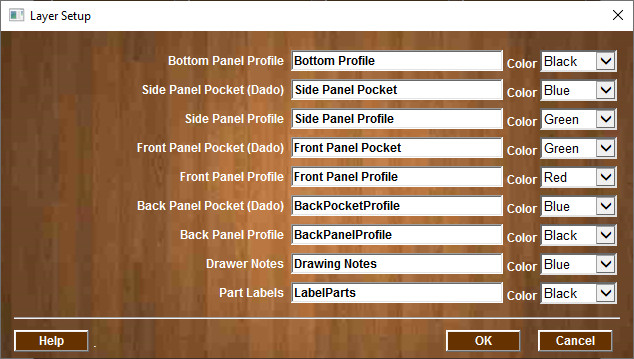 Layer Setup
Bottom Panel Profile Bottom Profile Color Black
Side Panel Pocket (Dado) Side Panel Pocket Color Blue
Side Panel Profile Side Panel Profile Color Green
Front Panel Pocket (Dado) Front Panel Pocket Color Green
Front Panel Profile Front Panel Profile Color Red
Back Panel Pocket (Dado) BackPocketProfile Color Blue
Back Panel Profile BackPanelProfile Color Black
Drawer Notes Drawing Notes Color Blue
Part Labels LabelParts Color Black
Help . OK Cancel